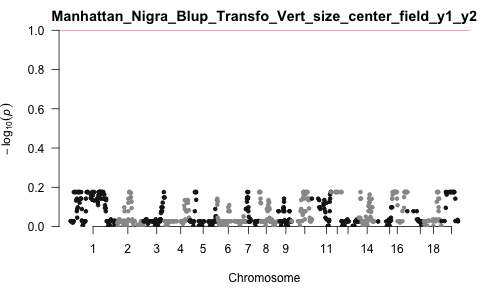 Manhattan_Nigra_Blup_Transfo_Vert_size_center_field_y1_y2
1.0
0.8
0.6
0.4
0.2
0.0
− log10(p)
1 2 3 4 5 6 7 8 9 11 14 16 18
Chromosome